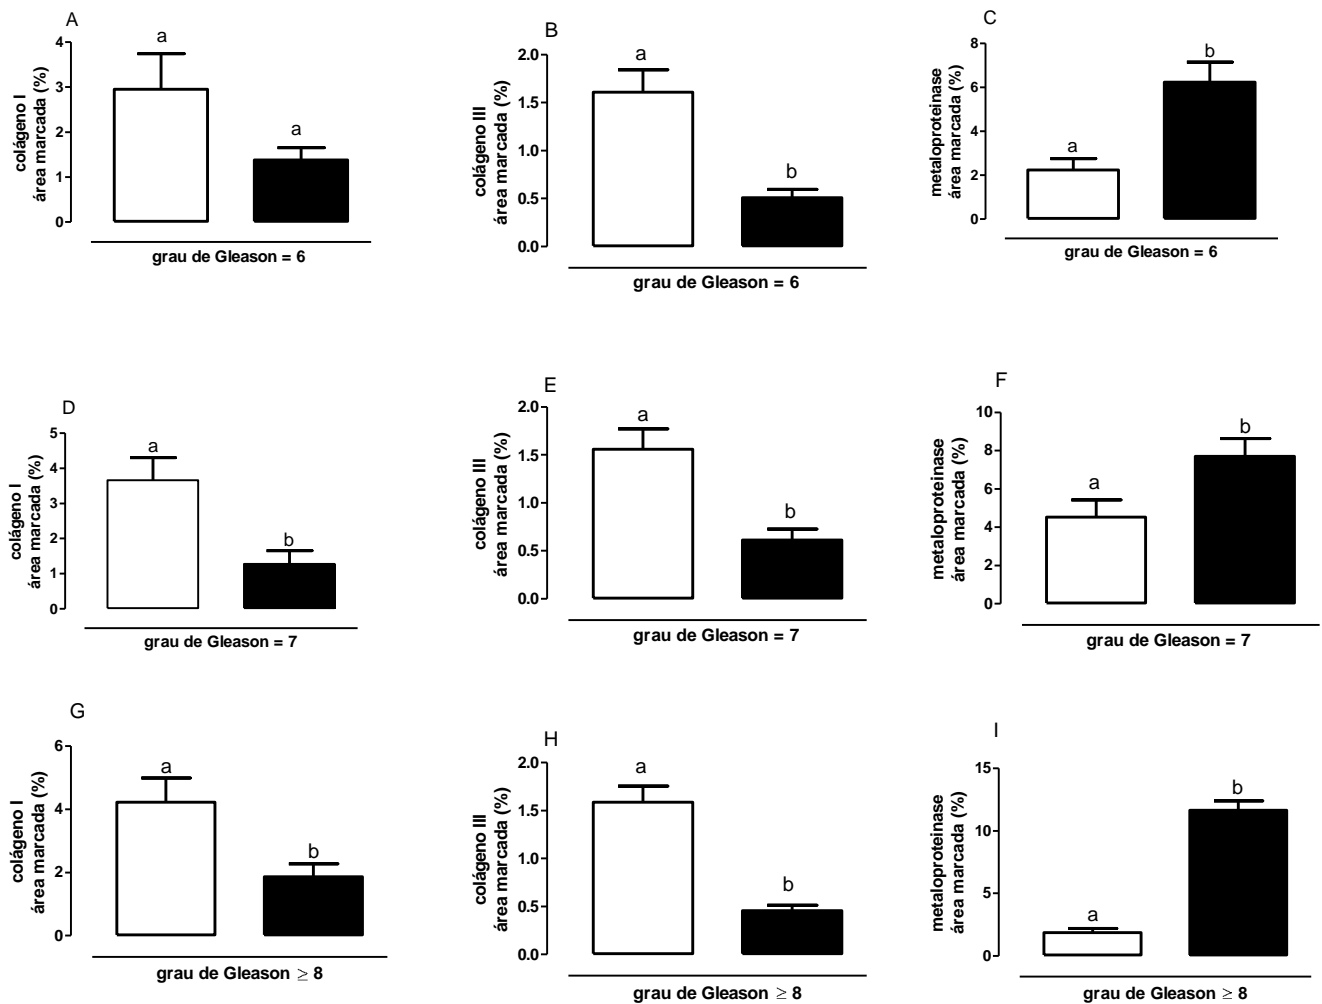 A
colágeno I
área marcada (%)
4
3
2
1
0
a
a
grau de Gleason = 6
B
colágeno III
área marcada (%)
2.0
1.5
1.0
0.5
0.0
a
b
grau de Gleason = 6
C
metaloproteinase
área marcada (%)
8
6
4
2
0
a
b
grau de Gleason = 6
D
colágeno I
área marcada (%)
5
4
3
2
1
0
a
b
grau de Gleason = 7
E
colágeno III
área marcada (%)
2.0
1.5
1.0
0.5
0.0
a
b
grau de Gleason = 7
F
metaloproteinase
área marcada (%)
10
8
6
4
2
0
a
b
grau de Gleason = 7
G
colágeno I
área marcada (%)
6
4
2
0
a
b
grau de Gleason ≥ 8
H
colágeno III
área marcada (%)
2.0
1.5
1.0
0.5
0.0
a
b
grau de Gleason ≥ 8
I
metaloproteinase
área marcada (%)
15
10
5
0
a
b
grau de Gleason ≥ 8